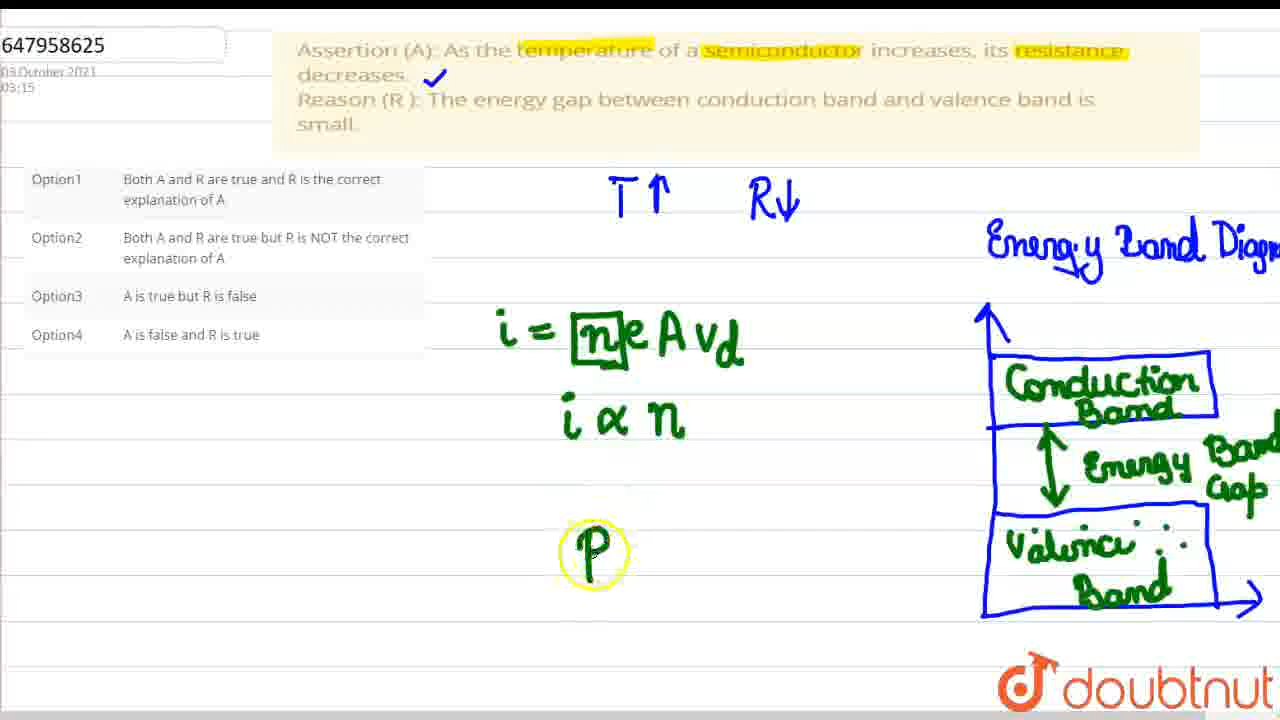 647958625
03 October 2021
03:15
Assertion (A): As the temperature of a semiconductor increases, its resistance
decreases.
Reason (R ): The energy gap between conduction band and valence band is
small.
Option1 Both A and R are true and R is the correct
explanation of A
Option2 Both A and R are true but R is NOT the correct
explanation of A
Option3 A is true but R is false
Option4 A is false and R is true
T↑ R↓
i = neAvd
i ∝ n
P
Energy Band Diagra
Conduction
Band
Energy Band
Gap
Valence
Band
doubtnut